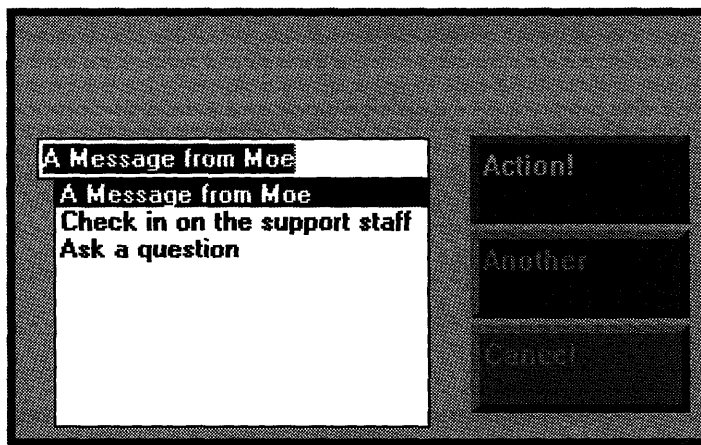 A Message from Moe
A Message from Moe
Check in on the support staff
Ask a question
Action!
Another
Cancel